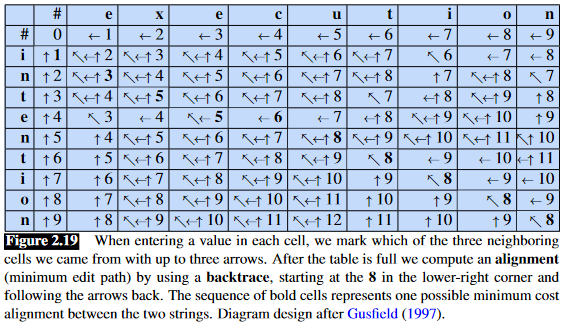 # e x e c u t i o n
# 0 ← 1 ← 2 ← 3 ← 4 ← 5 ← 6 ← 7 ← 8 ← 9
i ↑ 1 ↖←↑ 2 ↖←↑ 3 ↖←↑ 4 ↖←↑ 5 ↖←↑ 6 ↖←↑ 7 ↖ 6 ← 7 ← 8
n ↑ 2 ↖←↑ 3 ↖←↑ 4 ↖←↑ 5 ↖←↑ 6 ↖←↑ 7 ↖←↑ 8 ↑ 7 ↖←↑ 8 ↖ 7
t ↑ 3 ↖←↑ 4 ↖←↑ 5 ↖←↑ 6 ↖←↑ 7 ↖←↑ 8 ↖ 7 ←↑ 8 ↖←↑ 9 ↑ 8
e ↑ 4 ↖ 3 ← 4 ↖← 5 ← 6 ← 7 ←↑ 8 ↖←↑ 9 ↖←↑ 10 ↑ 9
n ↑ 5 ↑ 4 ↖←↑ 5 ↖←↑ 6 ↖←↑ 7 ↖←↑ 8 ↖←↑ 9 ↖←↑ 10 ↖←↑ 11 ↖↑ 10
t ↑ 6 ↑ 5 ↖←↑ 6 ↖←↑ 7 ↖←↑ 8 ↖←↑ 9 ↖ 8 ← 9 ← 10 ←↑ 11
i ↑ 7 ↑ 6 ↖←↑ 7 ↖←↑ 8 ↖←↑ 9 ↖←↑ 10 ↑ 9 ↖ 8 ← 9 ← 10
o ↑ 8 ↑ 7 ↖←↑ 8 ↖←↑ 9 ↖←↑ 10 ↖←↑ 11 ↑ 10 ↑ 9 ↖ 8 ← 9
n ↑ 9 ↑ 8 ↖←↑ 9 ↖←↑ 10 ↖←↑ 11 ↖←↑ 12 ↑ 11 ↑ 10 ↑ 9 ↖ 8
Figure 2.19 When entering a value in each cell, we mark which of the three neighboring
cells we came from with up to three arrows. After the table is full we compute an alignment
(minimum edit path) by using a backtrace, starting at the 8 in the lower-right corner and
following the arrows back. The sequence of bold cells represents one possible minimum cost
alignment between the two strings. Diagram design after Gusfield (1997).